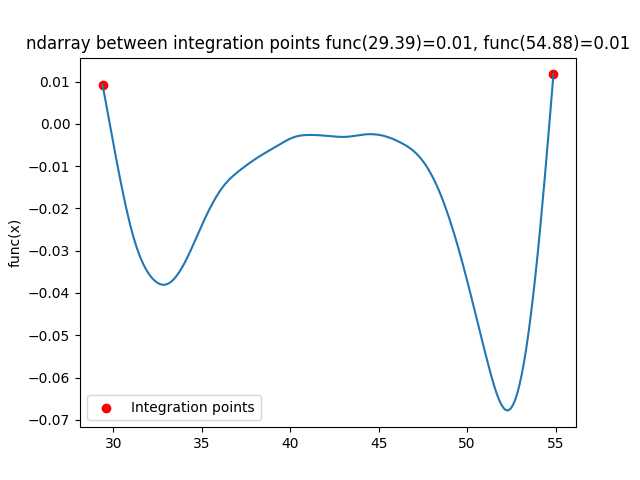 ndarray between integration points func(29.39)=0.01, func(54.88)=0.01
func(x)
0.01
0.00
−0.01
−0.02
−0.03
−0.04
−0.05
−0.06
−0.07
Integration points
30 35 40 45 50 55